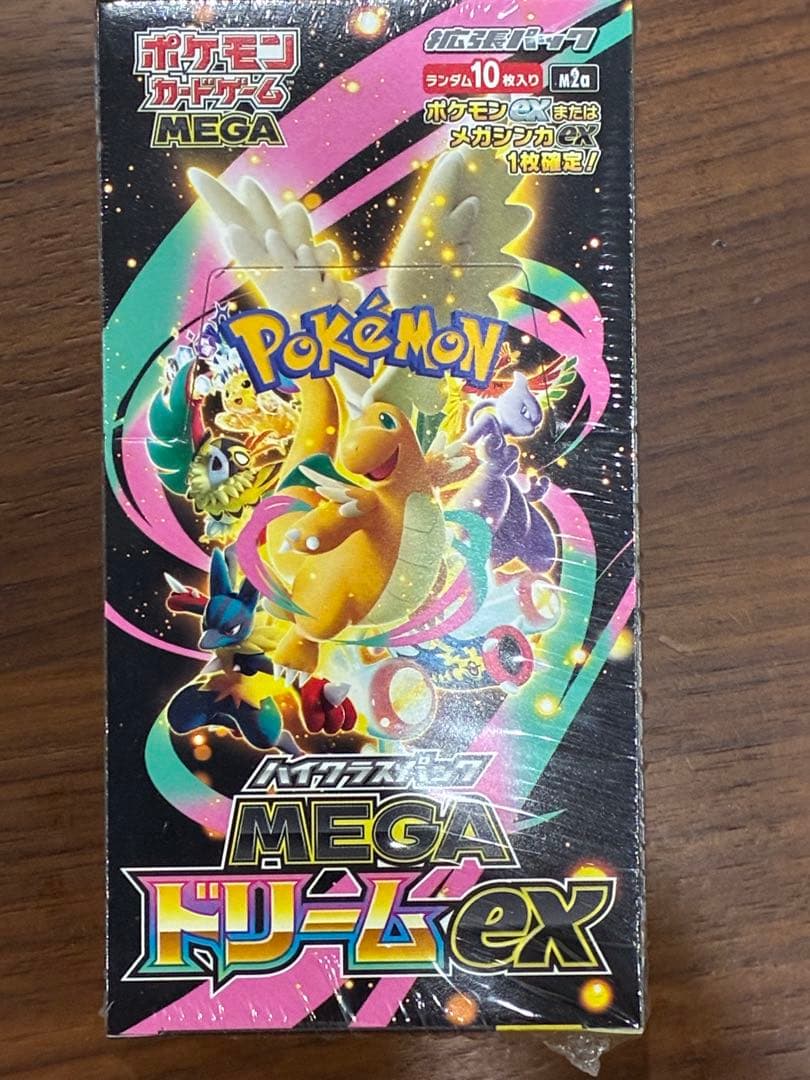 ポケモン
カードゲーム
MEGA
拡張パック
ランダム10枚入り
M2a
ポケモンexまたは
メガシンカex
1枚確定!
POKéMON
ハイクラスパック
MEGA
ドリームex